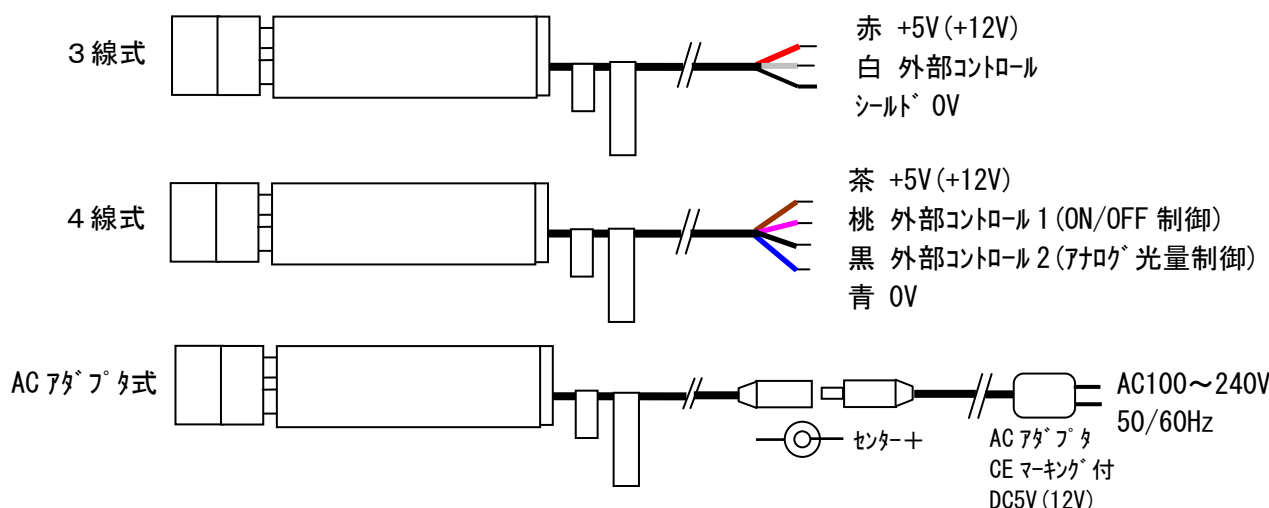 3線式
赤 +5V(+12V)
白 外部ｺﾝﾄﾛｰﾙ
ｼｰﾙﾄﾞ 0V
4線式
茶 +5V(+12V)
桃 外部ｺﾝﾄﾛｰﾙ 1(ON/OFF 制御)
黒 外部ｺﾝﾄﾛｰﾙ 2(ｱﾅﾛｸﾞ光量制御)
青 0V
AC ｱﾀﾞﾌﾟﾀ式
AC100～240V
50/60Hz
ｾﾝﾀｰ＋
AC ｱﾀﾞﾌﾟﾀ
CE ﾏｰｷﾝｸﾞ付
DC5V(12V)